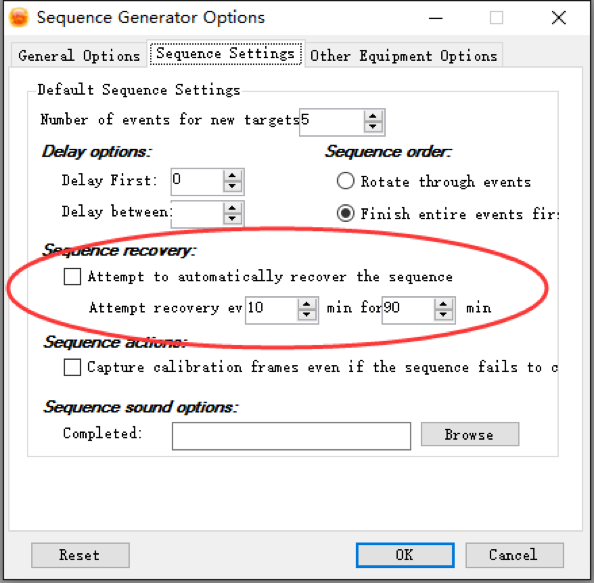 Sequence Generator Options
General Options Sequence Settings Other Equipment Options
Default Sequence Settings
Number of events for new targets 5
Delay options: Sequence order:
Delay First: 0 Rotate through events
Delay between: Finish entire events firs
Sequence recovery:
Attempt to automatically recover the sequence
Attempt recovery ev 10 min for 90 min
Sequence actions:
Capture calibration frames even if the sequence fails to c
Sequence sound options:
Completed: Browse
Reset OK Cancel